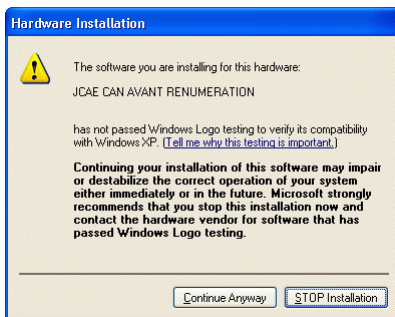 Hardware Installation
The software you are installing for this hardware:
JCAE CAN AVANT RENUMERATION
has not passed Windows Logo testing to verify its compatibility
with Windows XP. (Tell me why this testing is important.)
Continuing your installation of this software may impair
or destabilize the correct operation of your system
either immediately or in the future. Microsoft strongly
recommends that you stop this installation now and
contact the hardware vendor for software that has
passed Windows Logo testing.
Continue Anyway STOP Installation